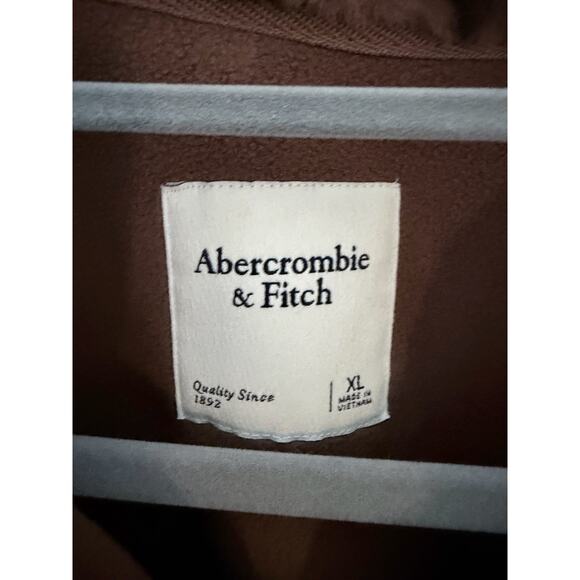 Abercrombie
& Fitch
Quality Since
1892
XL
MADE IN
VIETNAM